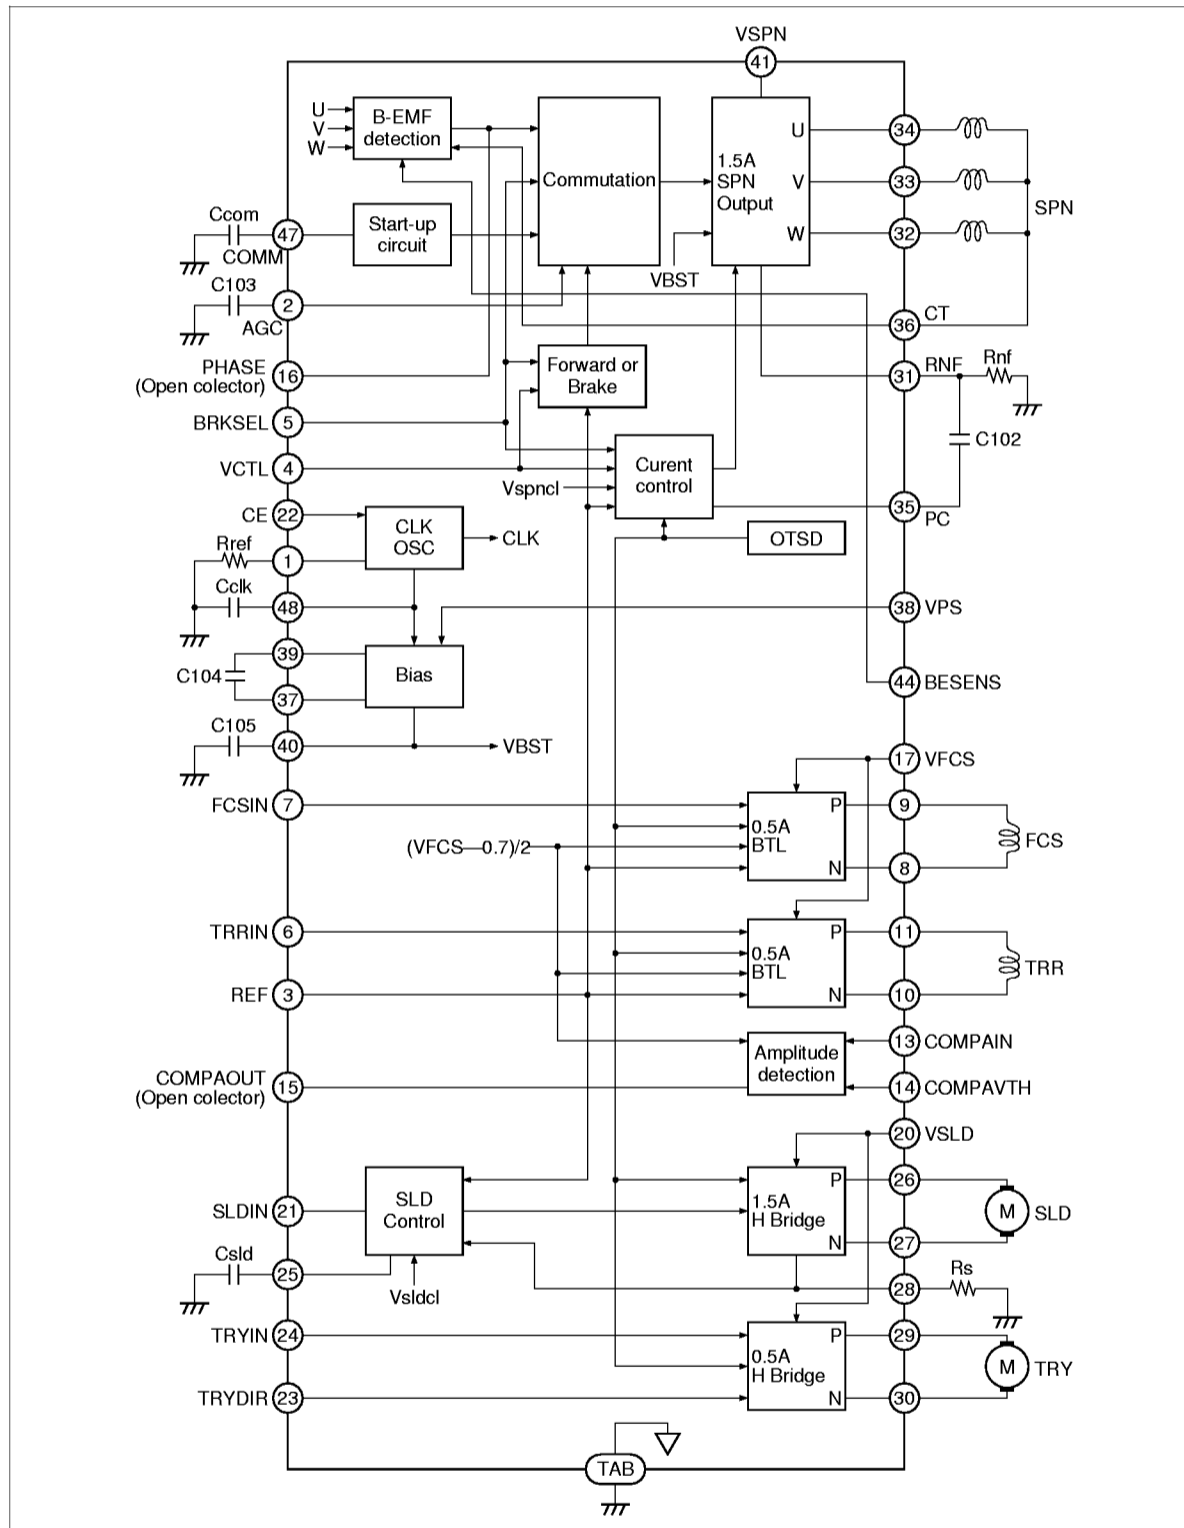 VSPN
41
U
V
W
B-EMF
detection
Commutation
1.5A
SPN
Output
U
V
W
34
33
32
SPN
Ccom
47
COMM
Start-up
circuit
VBST
C103
2
AGC
36
CT
PHASE
(Open colector)
16
Forward or
Brake
31
RNF
Rnf
BRKSEL
5
C102
VCTL
4
Curent
control
Vspncl
CE
22
35
PC
CLK
OSC
CLK
OTSD
Rref
1
Cclk
48
38
VPS
39
C104
Bias
37
44
BESENS
C105
40
VBST
17
VFCS
FCSIN
7
P
9
0.5A
BTL
(VFCS—0.7)/2
FCS
N
8
TRRIN
6
P
11
0.5A
BTL
TRR
REF
3
N
10
13
COMPAIN
Amplitude
detection
COMPAOUT
(Open colector)
15
14
COMPAVTH
20
VSLD
SLD
Control
P
26
SLDIN
21
1.5A
H Bridge
M
SLD
N
27
Csld
25
Vsldcl
28
Rs
TRYIN
24
P
29
0.5A
H Bridge
M
TRY
TRYDIR
23
N
30
TAB